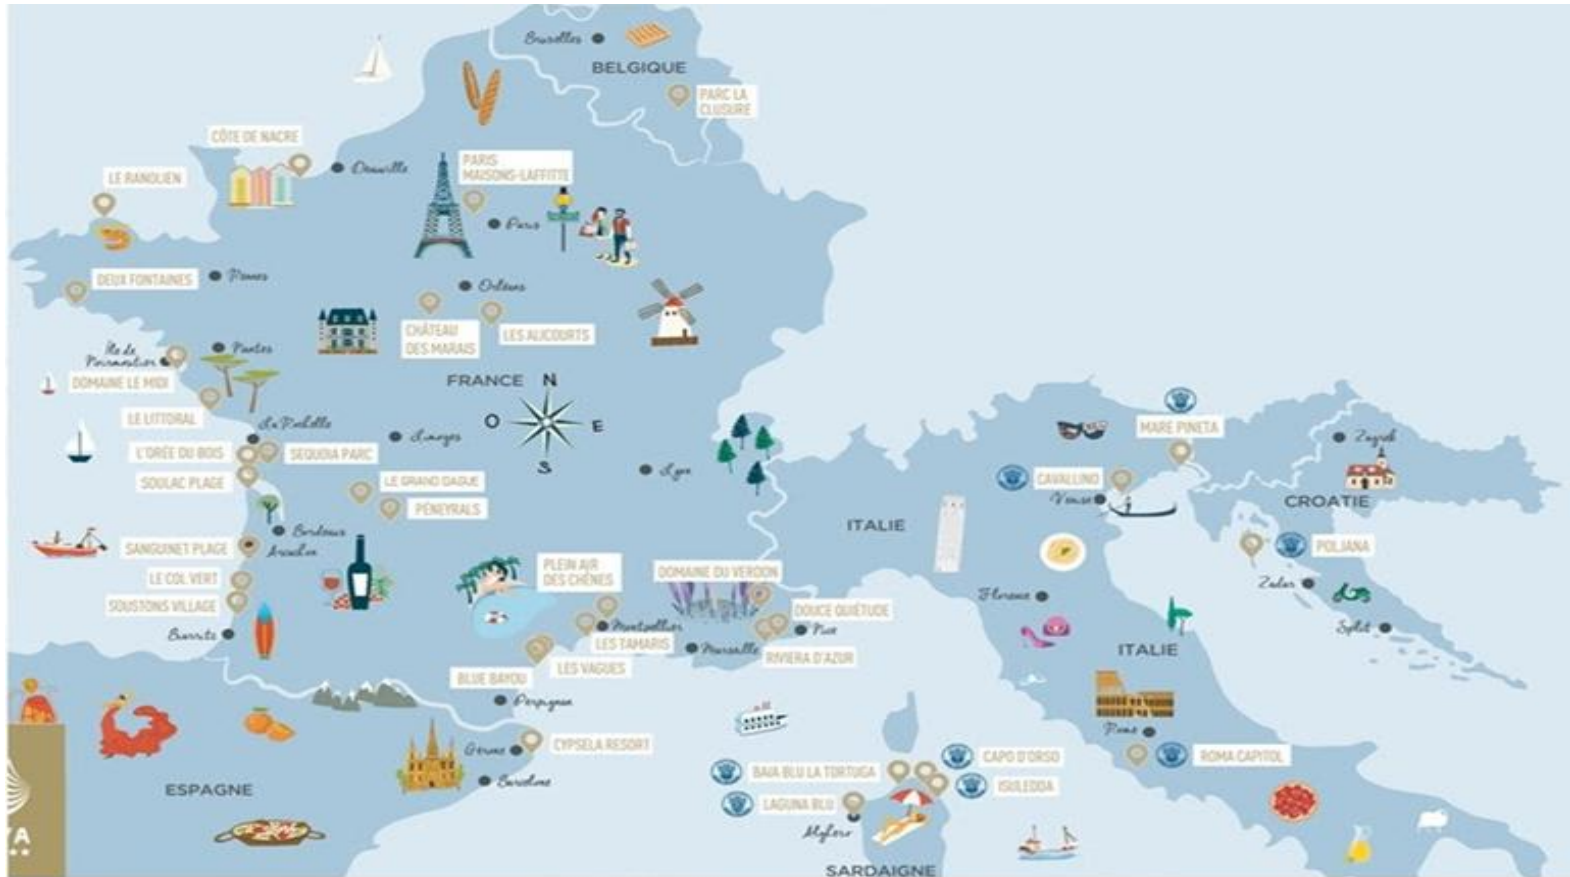 Bruxelles
BELGIQUE
PARC LA
CLUSURE
CÔTE DE NACRE
Deauville
PARIS
MAISONS-LAFFITTE
LE RANOLIEN
Paris
DEUX FONTAINES
Rennes
Orléans
CHÂTEAU
DES MARAIS
LES ALICOURTS
Île de
Noirmoutier
Nantes
DOMAINE LE MIDI
FRANCE
N
O
E
S
LE LITTORAL
La Rochelle
Limoges
L'ORÉE DU BOIS
SEQUOIA PARC
Lyon
SOULAC PLAGE
LE GRAND DAGUE
PÉNEYRALS
Bordeaux
SANGUINET PLAGE
Arcachon
LE COL VERT
SOUSTONS VILLAGE
Biarritz
PLEIN AIR
DES CHÊNES
DOMAINE DU VERDON
Montpellier
DOUCE QUIÉTUDE
Nice
LES TAMARIS
Marseille
RIVIERA D'AZUR
LES VAGUES
BLUE BAYOU
Perpignan
Gérone
CYPSELA RESORT
Barcelone
ESPAGNE
MARE PINETA
Zagreb
CAVALLINO
Venise
CROATIE
ITALIE
POLJANA
Zadar
Florence
Split
ITALIE
Rome
ROMA CAPITOL
BAIA BLU LA TORTUGA
CAPO D'ORSO
ISULEDDA
LAGUNA BLU
Alghero
SARDAIGNE